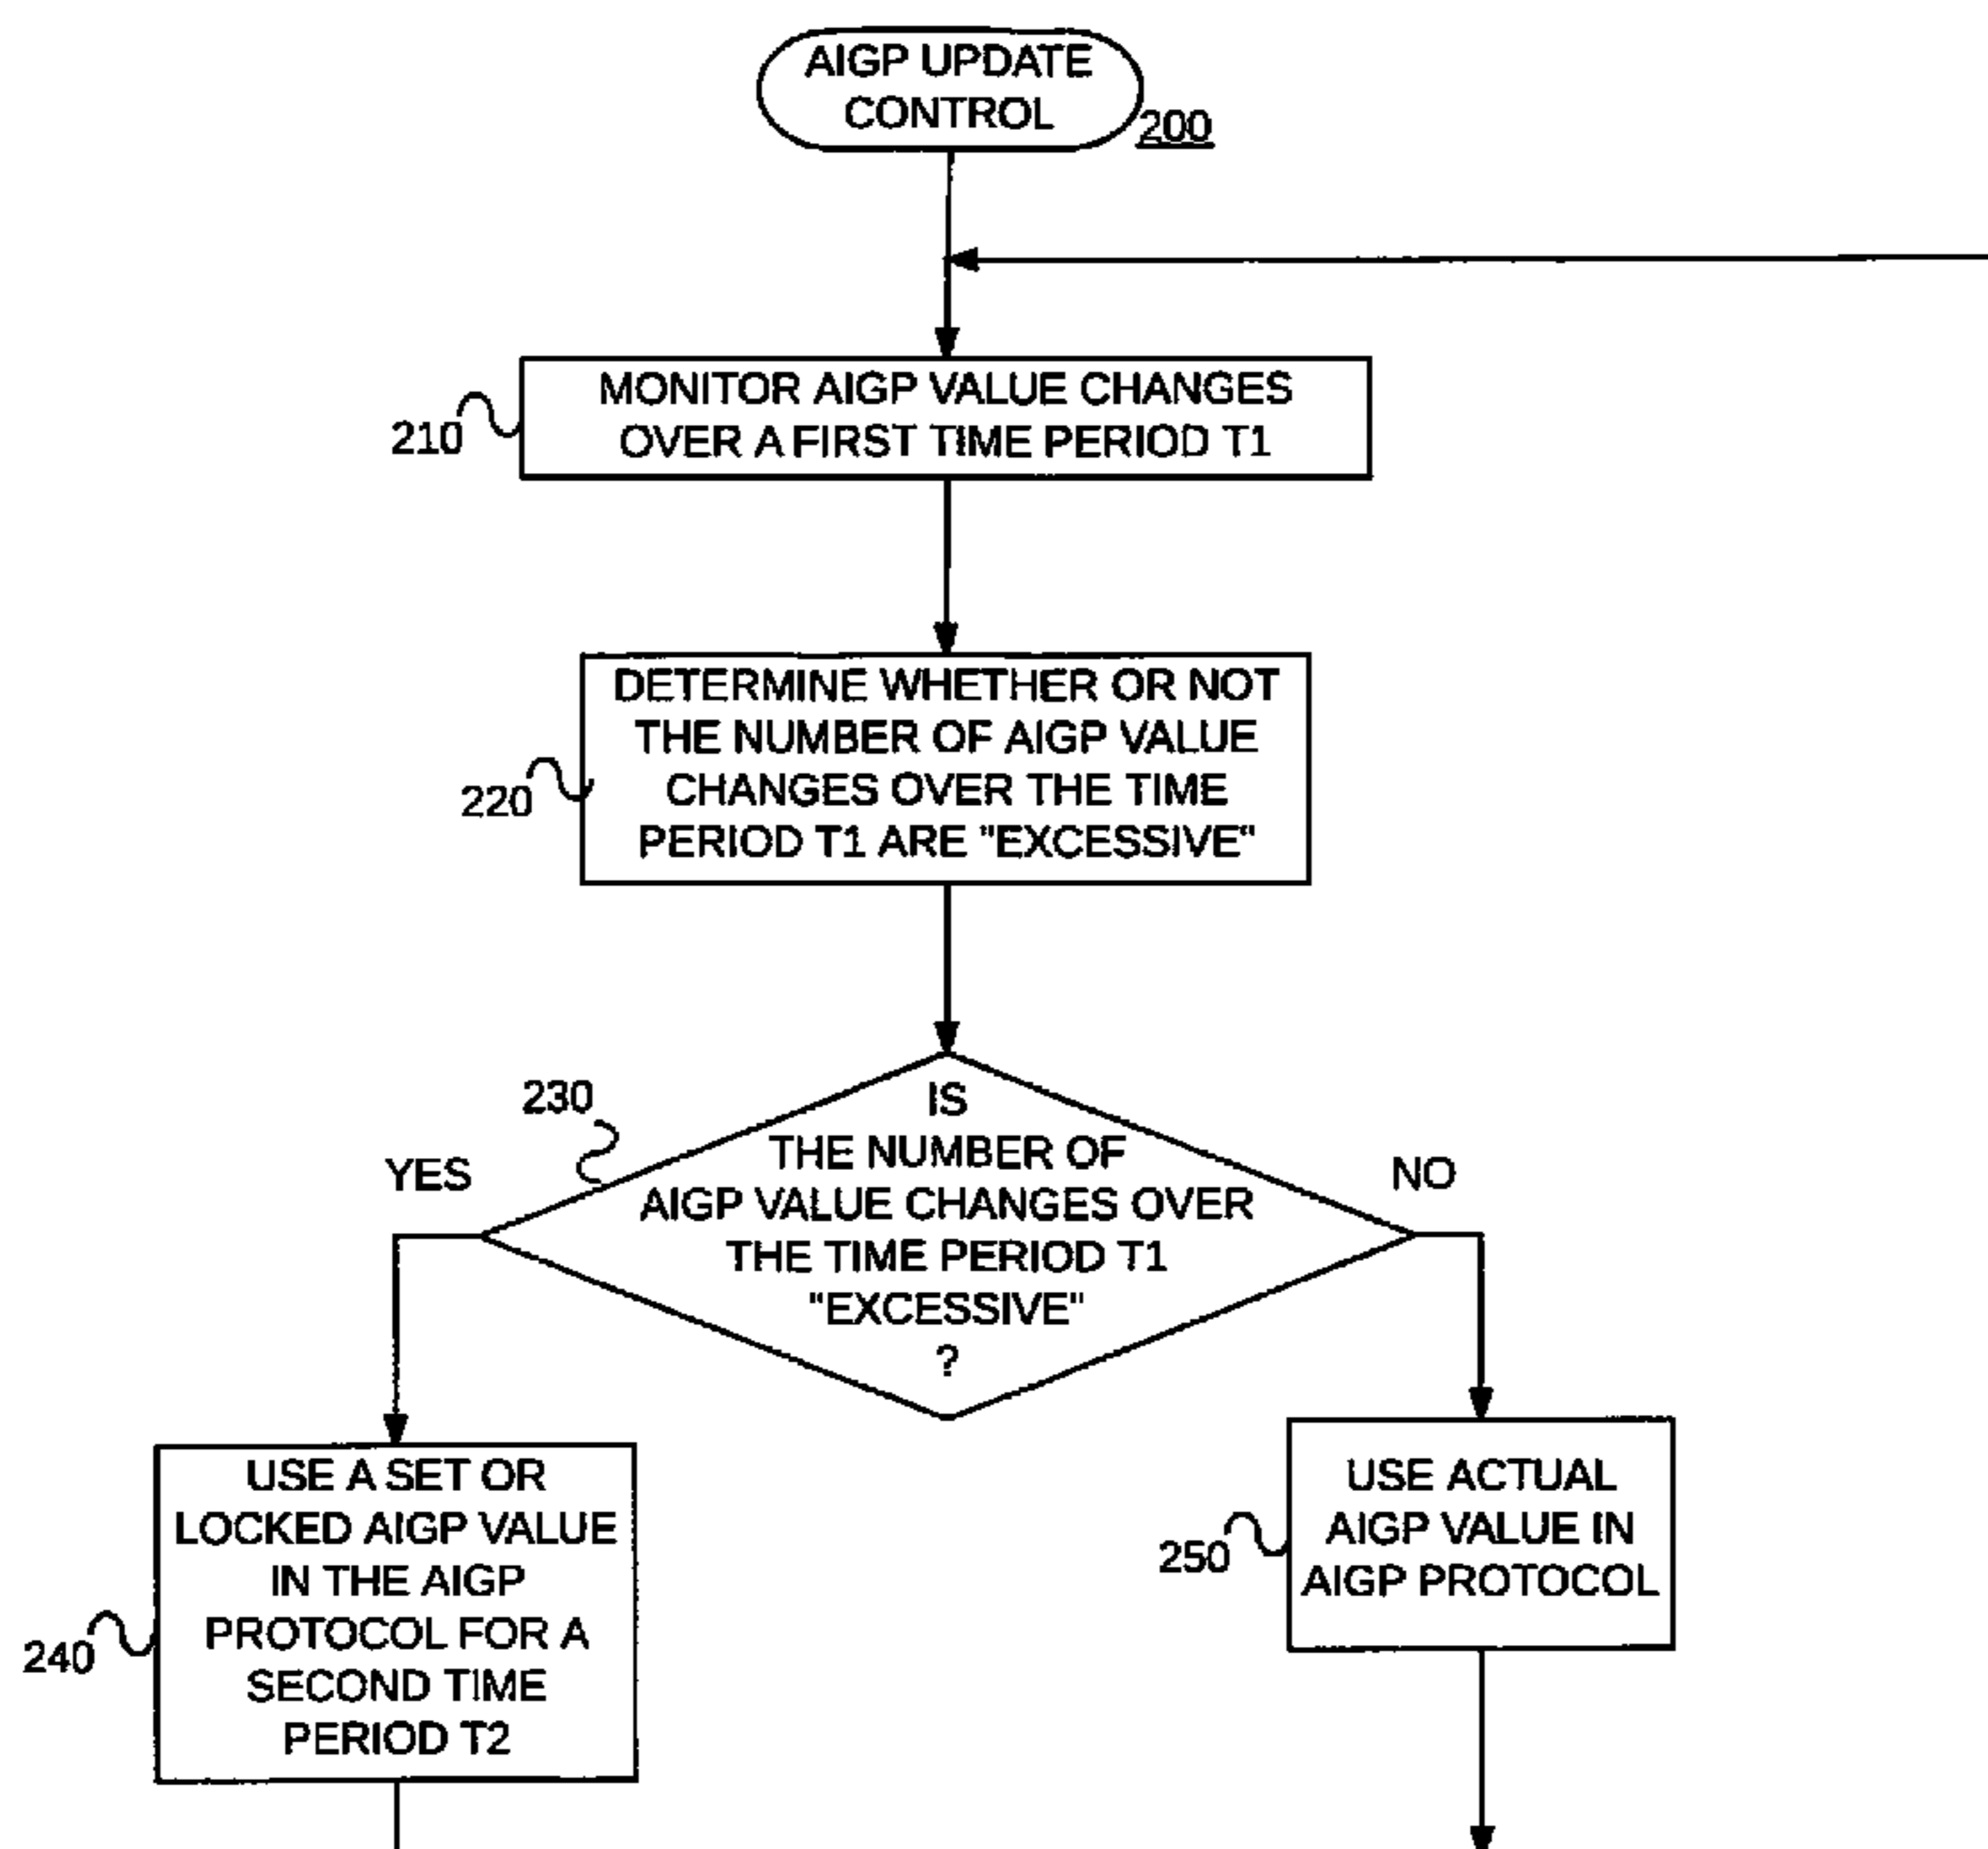 AIGP UPDATE
CONTROL
200
MONITOR AIGP VALUE CHANGES
OVER A FIRST TIME PERIOD T1
210
DETERMINE WHETHER OR NOT
THE NUMBER OF AIGP VALUE
CHANGES OVER THE TIME
PERIOD T1 ARE "EXCESSIVE"
220
230
IS
THE NUMBER OF
AIGP VALUE CHANGES OVER
THE TIME PERIOD T1
"EXCESSIVE"
?
YES
NO
USE A SET OR
LOCKED AIGP VALUE
IN THE AIGP
PROTOCOL FOR A
SECOND TIME
PERIOD T2
240
USE ACTUAL
AIGP VALUE IN
AIGP PROTOCOL
250